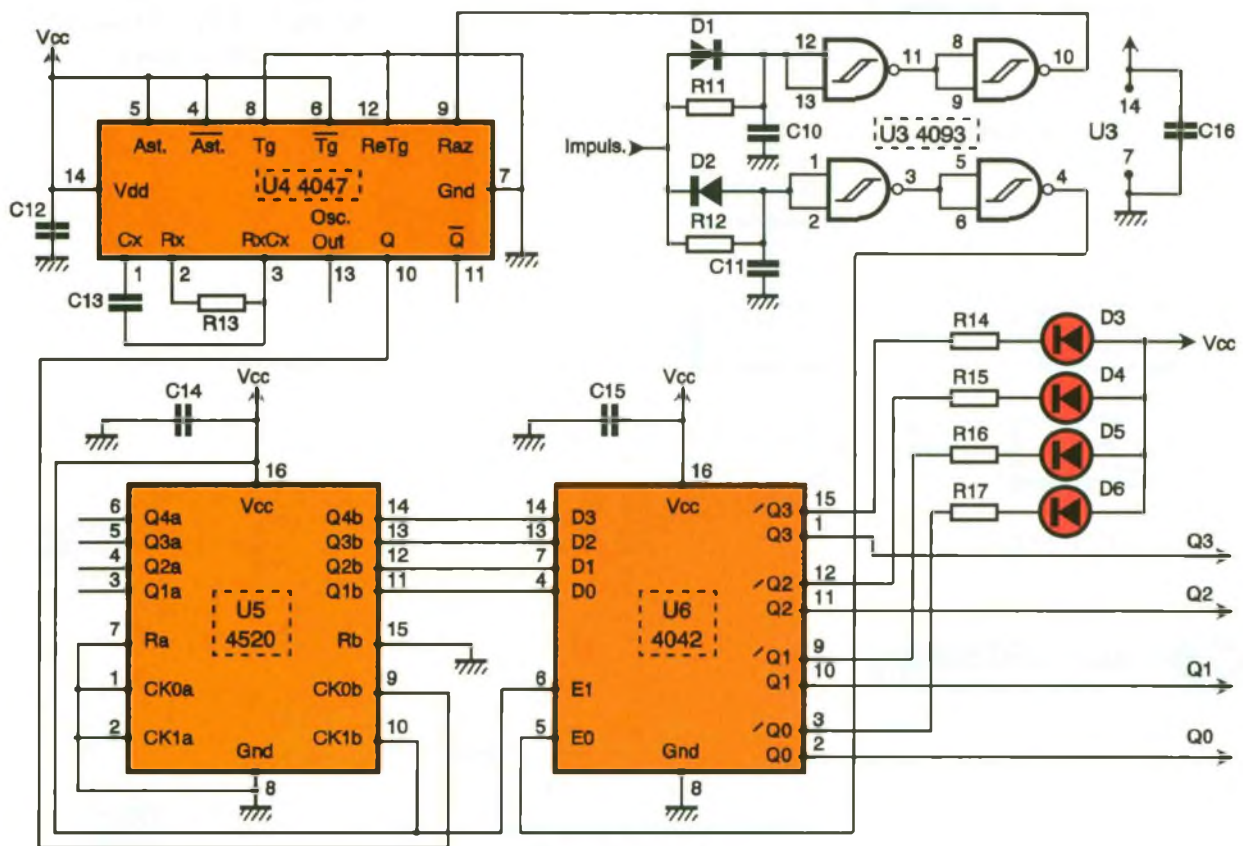 Vcc
5
4
8
6
12
9
Ast.
Ast.
Tg
Tg
ReTg
Raz
14
Vdd
U4 4047
Gnd
7
C12
Osc.
Cx
Rx
RxCx
Out
Q
Q
1
2
3
13
10
11
C13
R13
D1
R11
C10
Impuls.
D2
R12
C11
12
13
11
8
9
10
U3 4093
1
2
3
5
6
4
14
U3
7
C16
R14
D3
Vcc
R15
D4
R16
D5
R17
D6
C14
Vcc
16
Vcc
6 Q4a
5 Q3a
4 Q2a
3 Q1a
7 Ra
1 CK0a
2 CK1a
U5
4520
Q4b 14
Q3b 13
Q2b 12
Q1b 11
Rb 15
CK0b 9
CK1b 10
Gnd
8
C15
Vcc
16
Vcc
14 D3
13 D2
7 D1
4 D0
6 E1
5 E0
U6
4042
/Q3 15
Q3 1
/Q2 12
Q2 11
/Q1 9
Q1 10
/Q0 3
Q0 2
Gnd
8
Q3
Q2
Q1
Q0